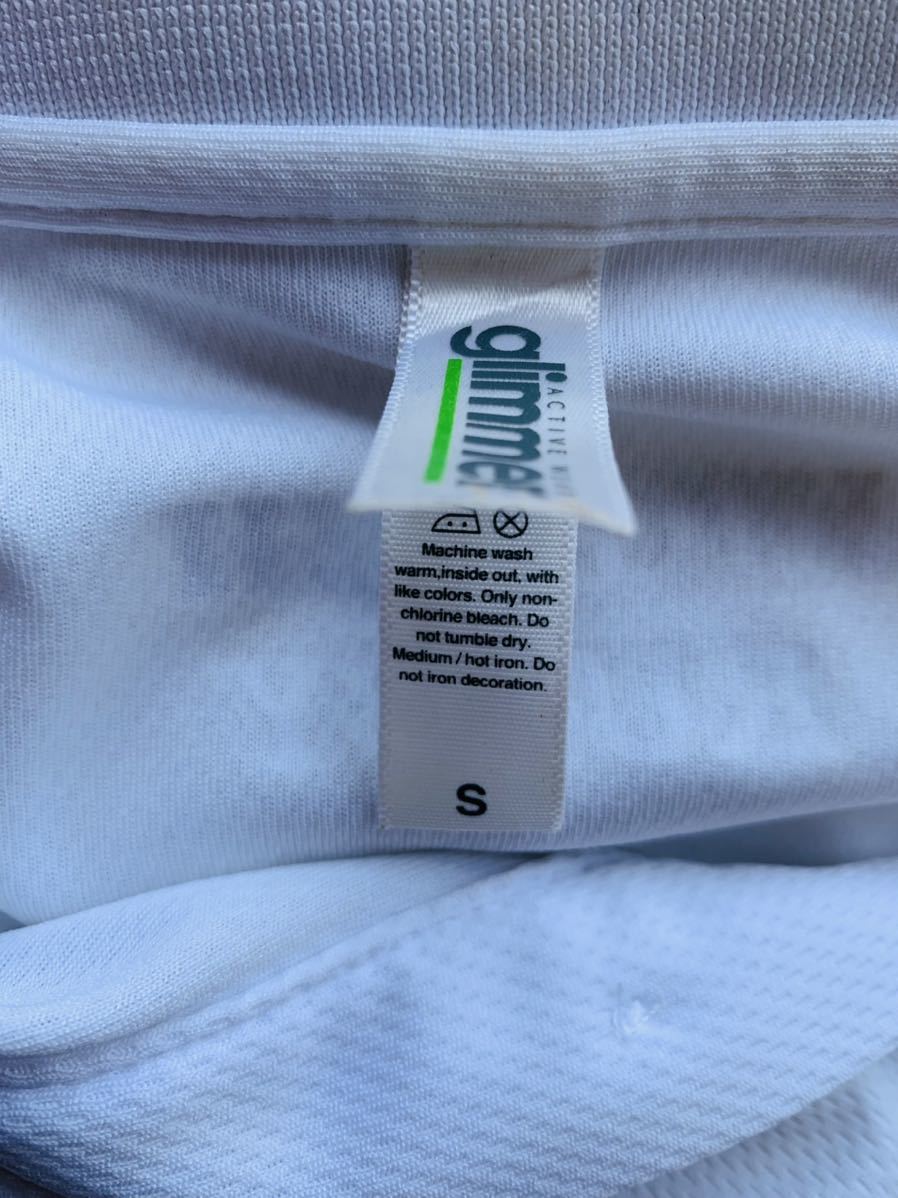 glimmer
ACTIVE
Machine wash
warm,inside out, with
like colors. Only non-
chlorine bleach. Do
not tumble dry.
Medium / hot iron. Do
not iron decoration.
S